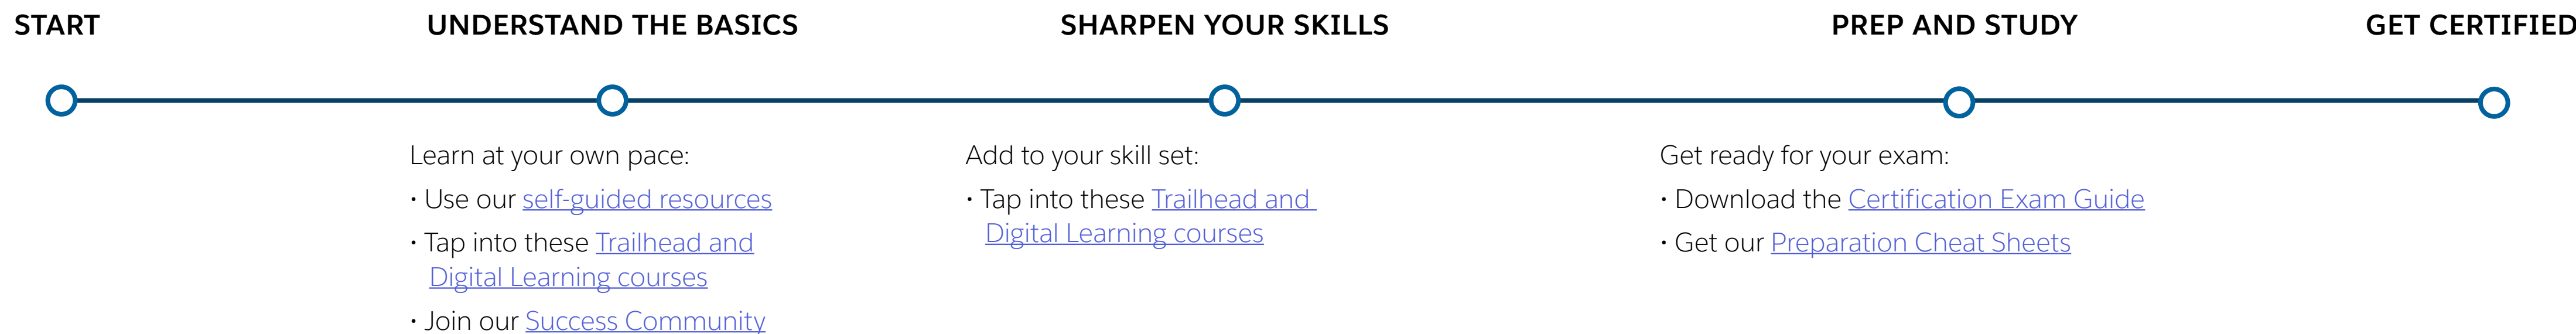 START
UNDERSTAND THE BASICS
SHARPEN YOUR SKILLS
PREP AND STUDY
GET CERTIFIED
Learn at your own pace:
· Use our self-guided resources
· Tap into these Trailhead and
Digital Learning courses
· Join our Success Community
Add to your skill set:
· Tap into these Trailhead and
Digital Learning courses
Get ready for your exam:
· Download the Certification Exam Guide
· Get our Preparation Cheat Sheets